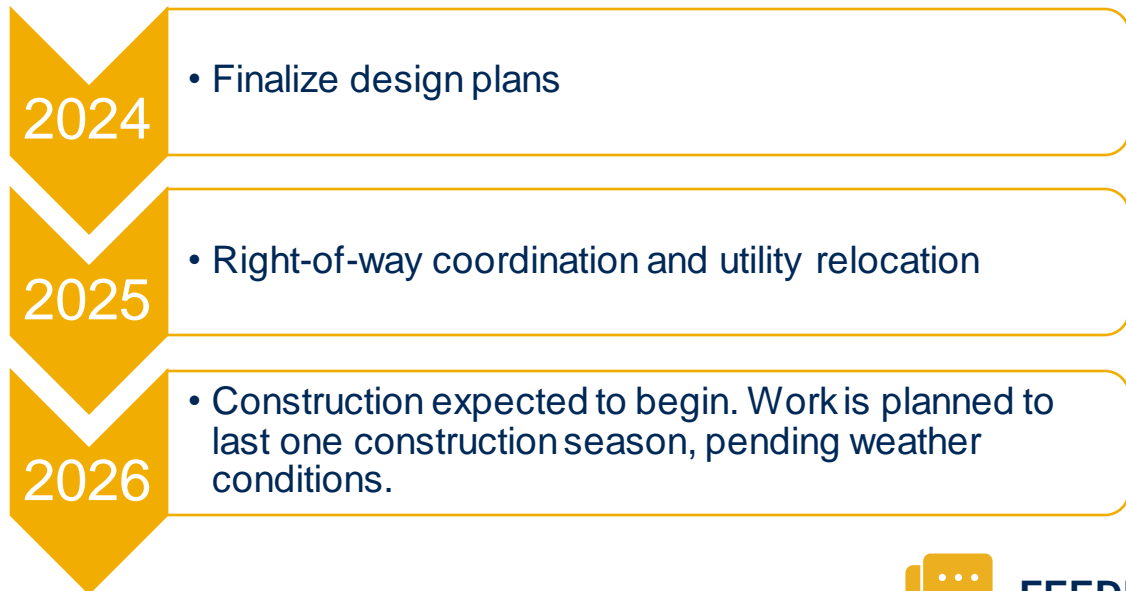 2024
• Finalize design plans
2025
• Right-of-way coordination and utility relocation
2026
• Construction expected to begin. Work is planned to
last one construction season, pending weather
conditions.